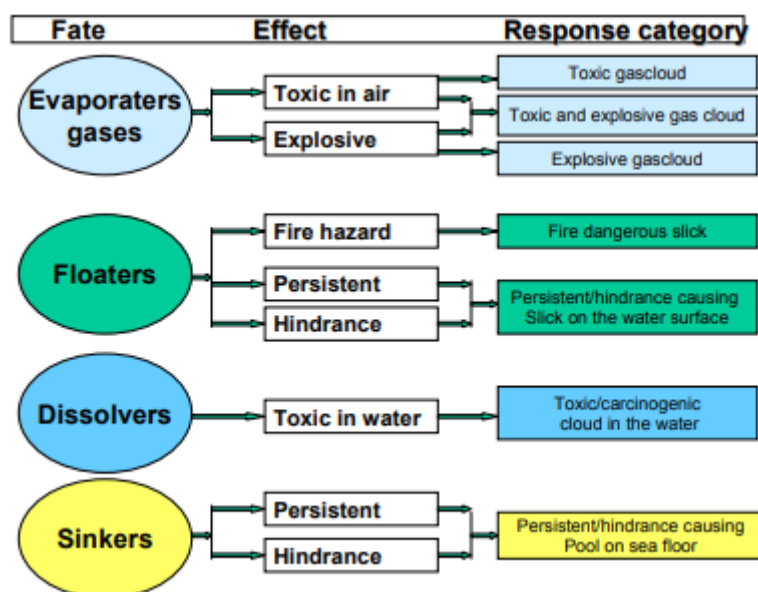 Fate Effect Response category
Evaporaters
gases
Toxic in air
Explosive
Toxic gascloud
Toxic and explosive gas cloud
Explosive gascloud
Floaters
Fire hazard
Persistent
Hindrance
Fire dangerous slick
Persistent/hindrance causing
Slick on the water surface
Dissolvers
Toxic in water
Toxic/carcinogenic
cloud in the water
Sinkers
Persistent
Hindrance
Persistent/hindrance causing
Pool on sea floor